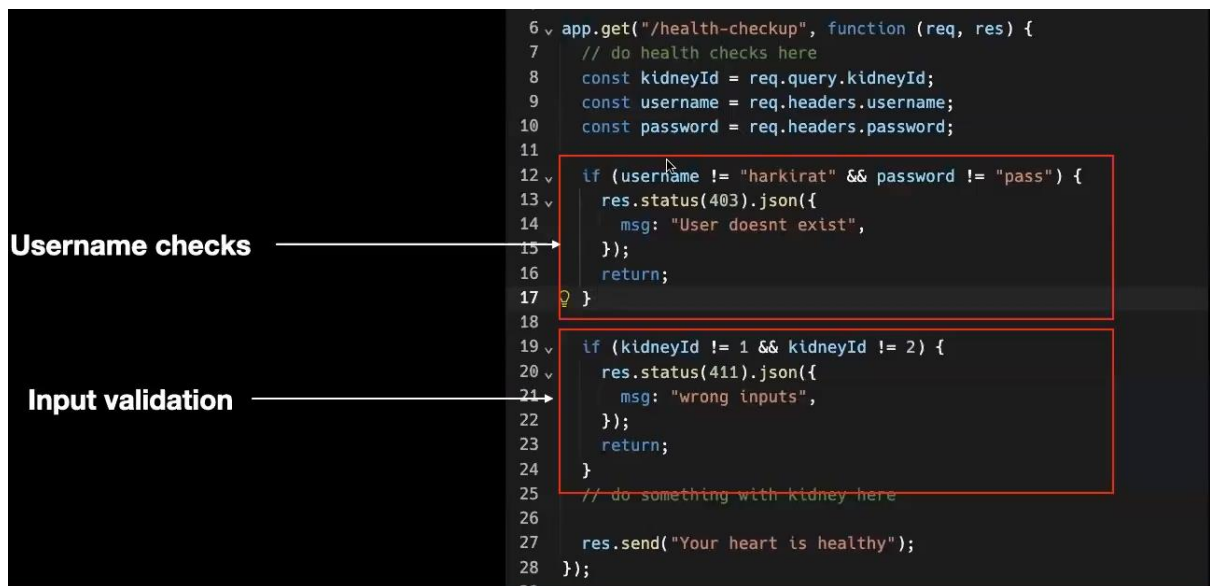 6 app.get("/health-checkup", function (req, res) {
7 // do health checks here
8 const kidneyId = req.query.kidneyId;
9 const username = req.headers.username;
10 const password = req.headers.password;
11
12 if (username != "harkirat" && password != "pass") {
13 res.status(403).json({
14 msg: "User doesnt exist",
Username checks
15 });
16 return;
17 }
18
19 if (kidneyId != 1 && kidneyId != 2) {
20 res.status(411).json({
Input validation
21 msg: "wrong inputs",
22 });
23 return;
24 }
25 // do something with kidney here
26
27 res.send("Your heart is healthy");
28 });